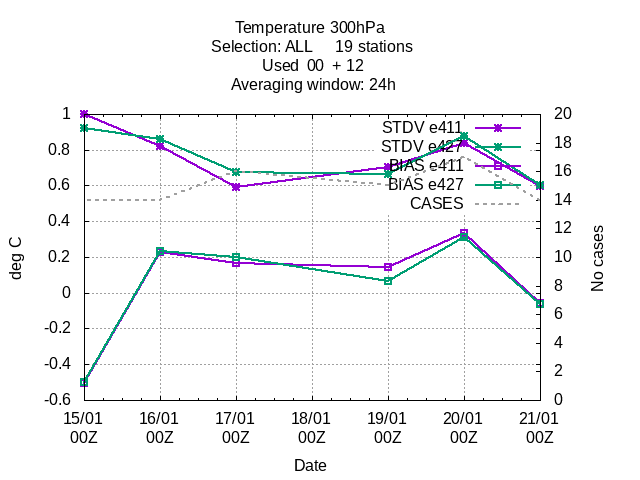 Temperature 300hPa
Selection: ALL     19 stations
Used  00  + 12
Averaging window: 24h
STDV e411
STDV e427
BIAS e411
BIAS e427
CASES
deg C
1
0.8
0.6
0.4
0.2
0
-0.2
-0.4
-0.6
20
18
16
14
12
10
8
6
4
2
0
No cases
15/01 16/01 17/01 18/01 19/01 20/01 21/01
00Z 00Z 00Z 00Z 00Z 00Z 00Z
Date